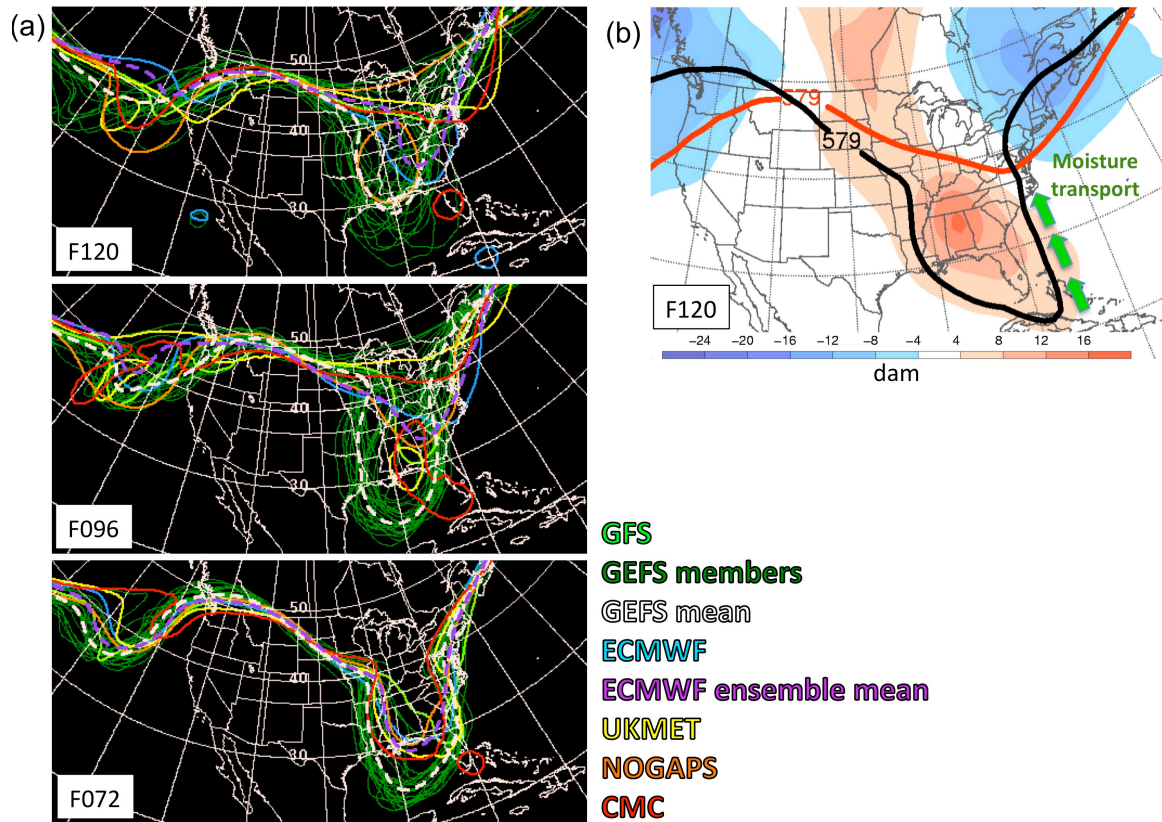 (a)
50
40
30
F120
50
40
30
F096
50
40
30
F072
(b)
579
579
Moisture
transport
F120
−24 −20 −16 −12 −8 −4 4 8 12 16
dam
GFS
GEFS members
GEFS mean
ECMWF
ECMWF ensemble mean
UKMET
NOGAPS
CMC